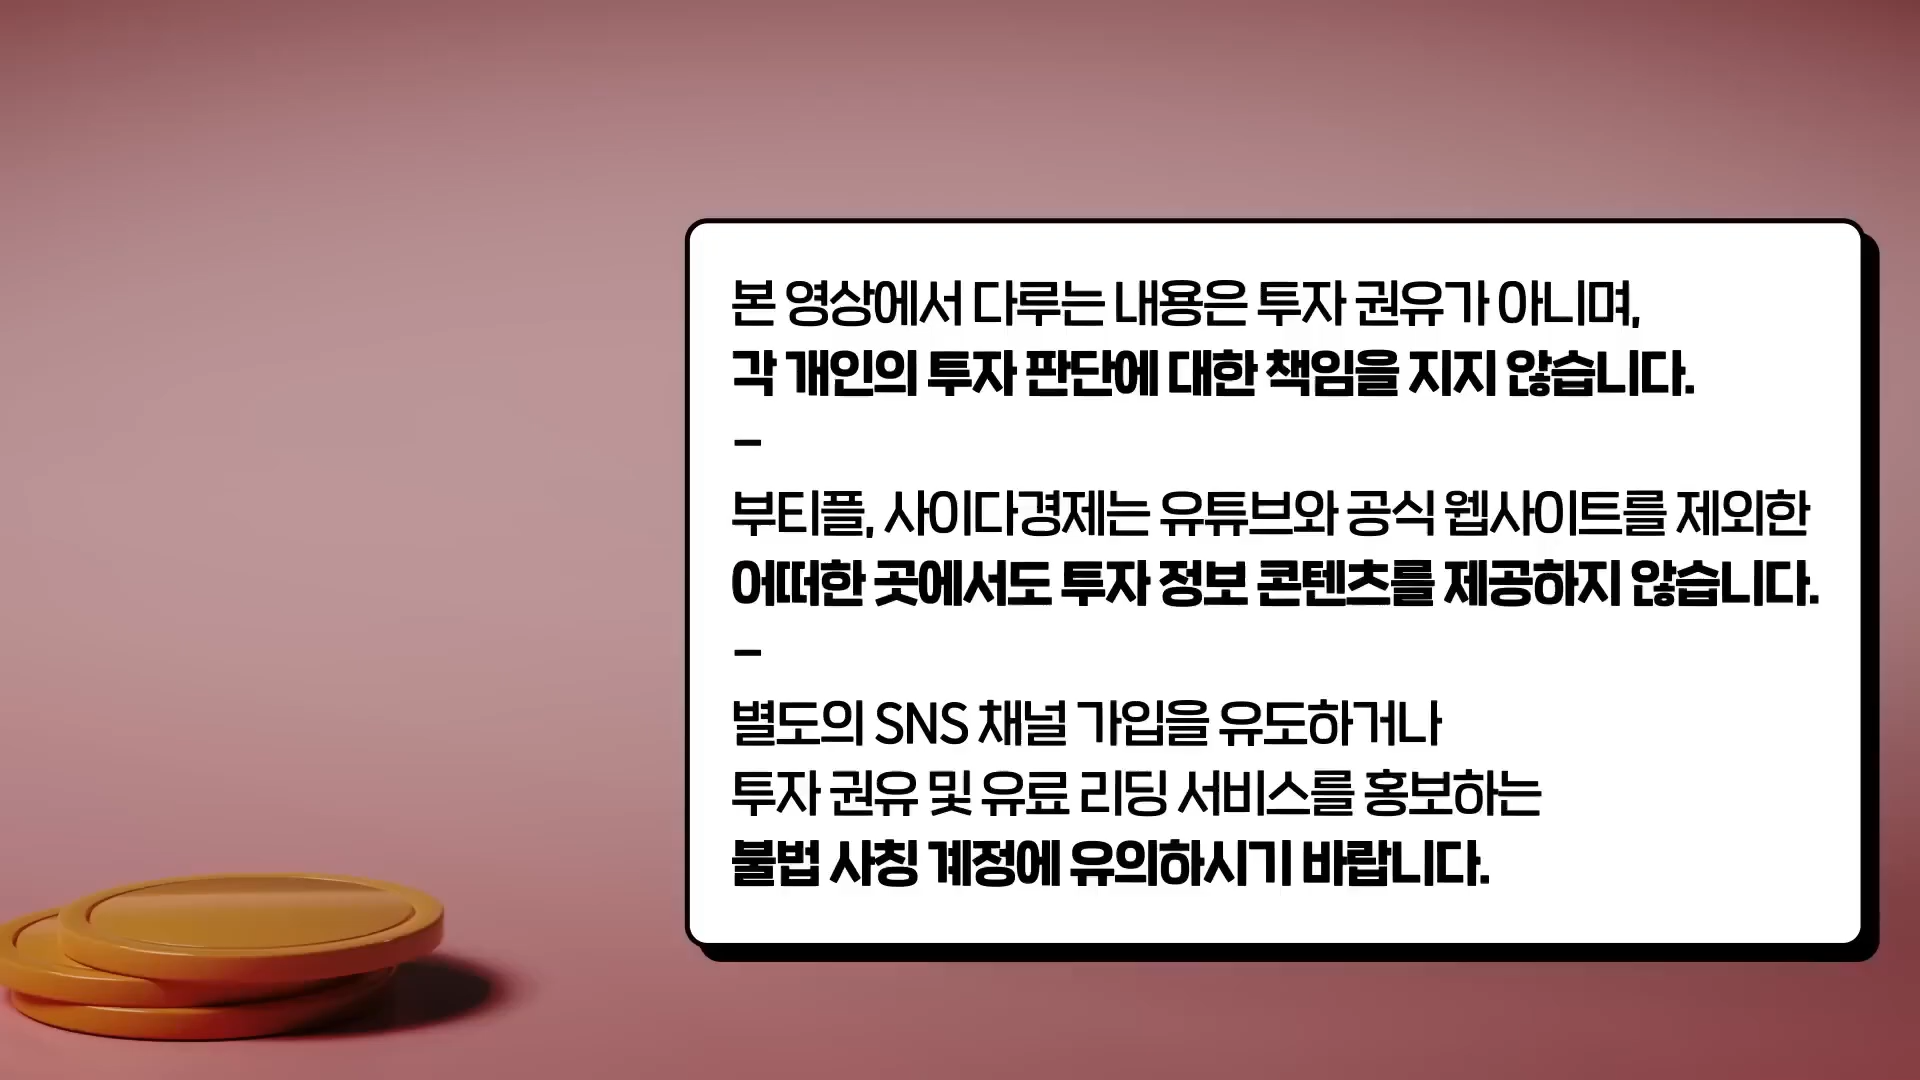 본 영상에서 다루는 내용은 투자 권유가 아니며,
각 개인의 투자 판단에 대한 책임을 지지 않습니다.
–
부티플, 사이다경제는 유튜브와 공식 웹사이트를 제외한
어떠한 곳에서도 투자 정보 콘텐츠를 제공하지 않습니다.
–
별도의 SNS 채널 가입을 유도하거나
투자 권유 및 유료 리딩 서비스를 홍보하는
불법 사칭 계정에 유의하시기 바랍니다.